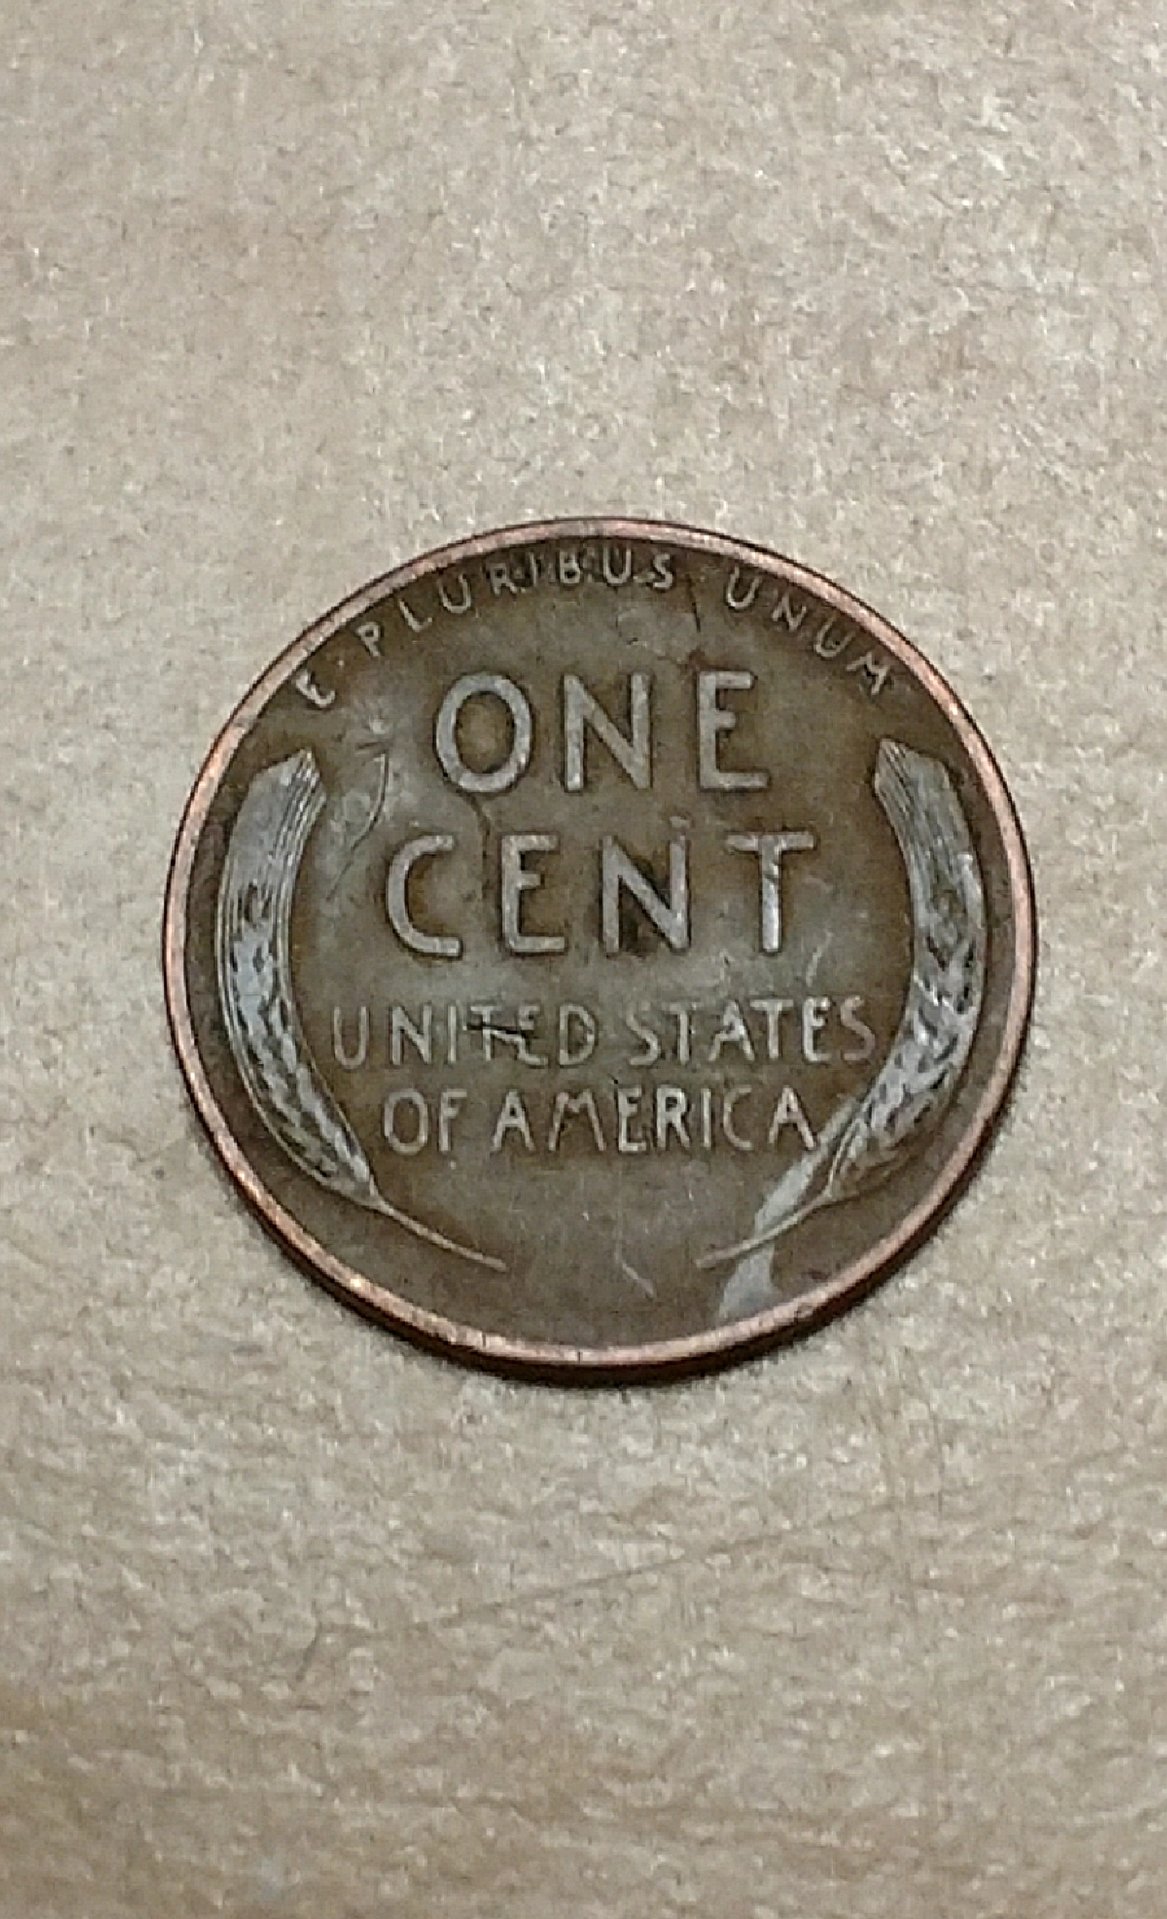 E PLURIBUS UNUM
ONE
CENT
UNITED STATES
OF AMERICA